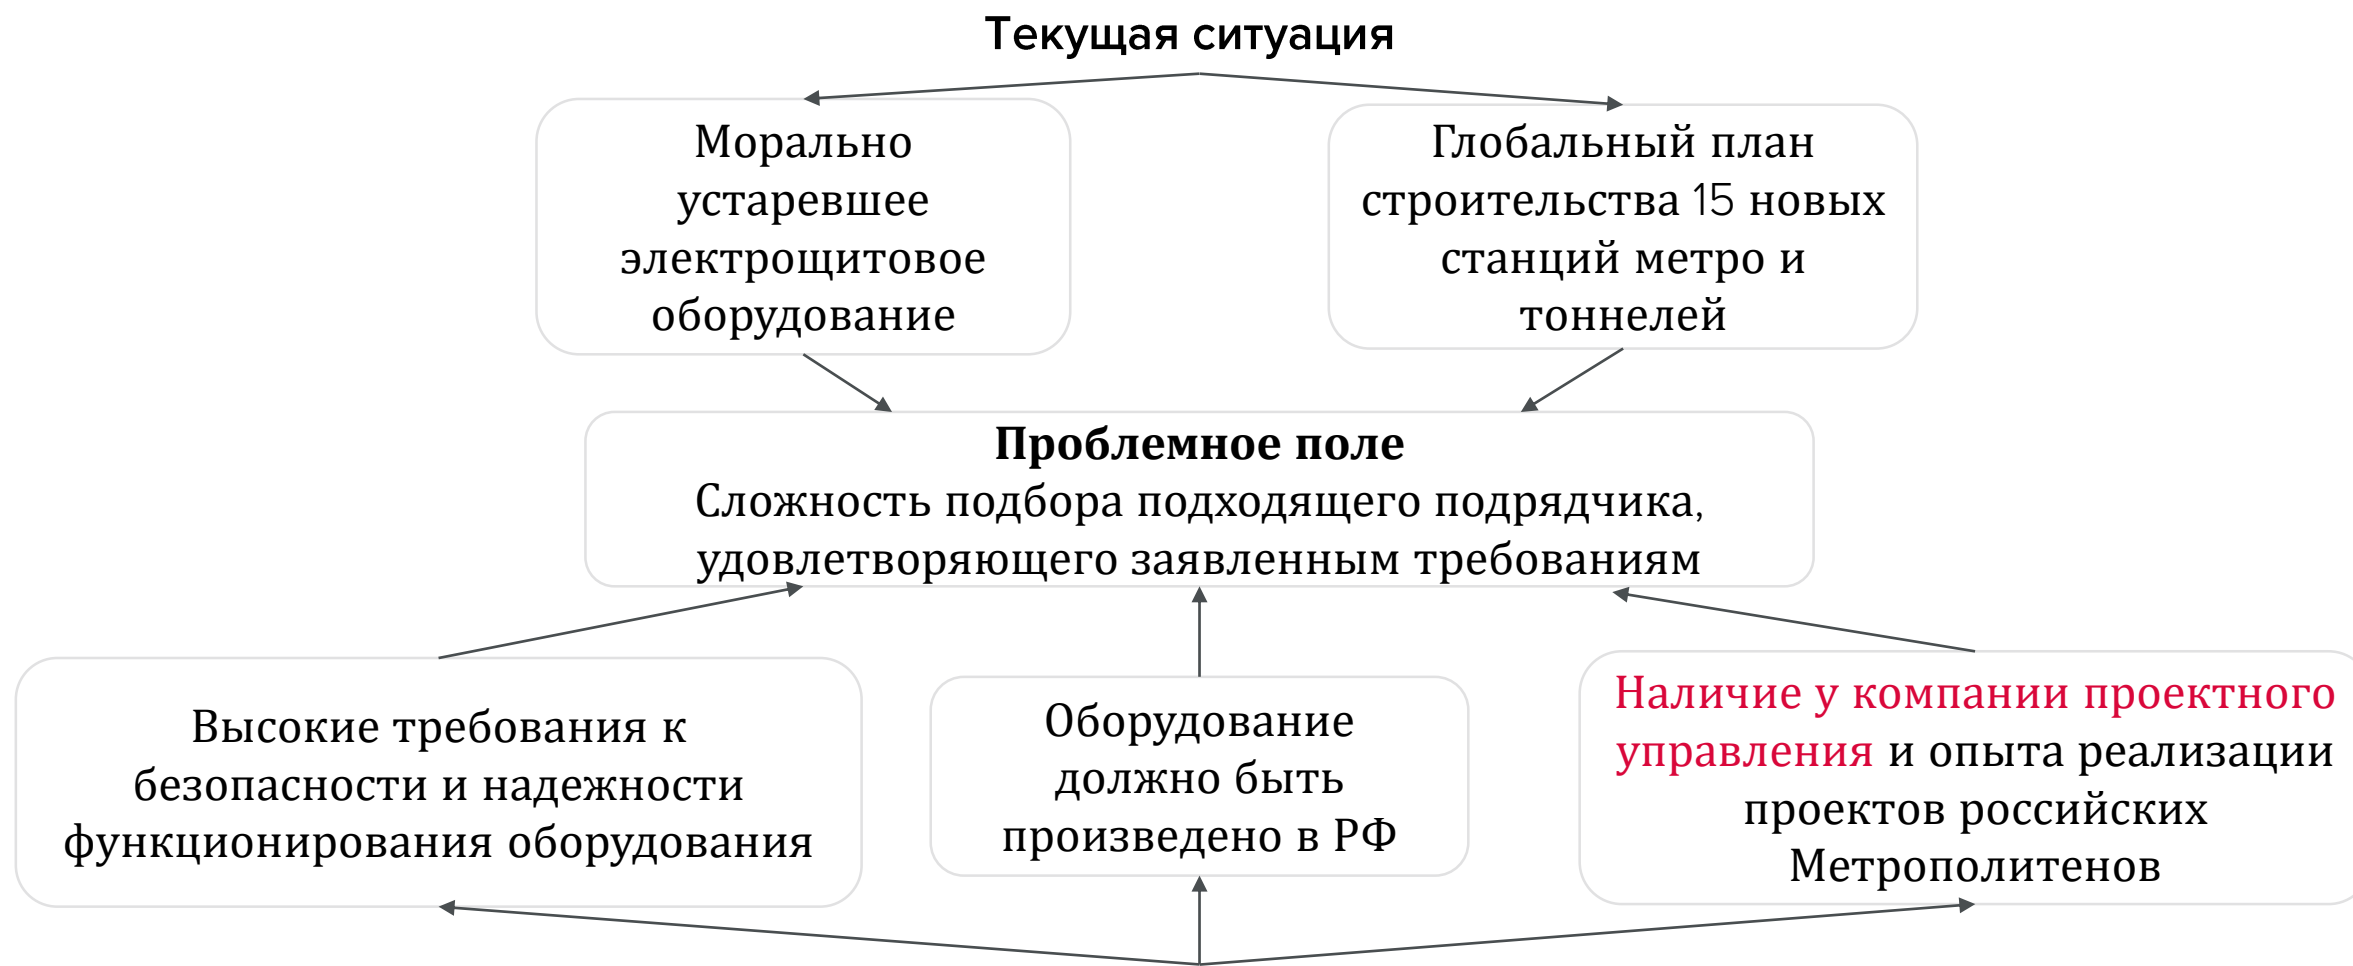 Текущая ситуация
Морально
устаревшее
электрощитовое
оборудование
Глобальный план
строительства 15 новых
станций метро и
тоннелей
Проблемное поле
Сложность подбора подходящего подрядчика,
удовлетворяющего заявленным требованиям
Высокие требования к
безопасности и надежности
функционирования оборудования
Оборудование
должно быть
произведено в РФ
Наличие у компании проектного
управления и опыта реализации
проектов российских
Метрополитенов